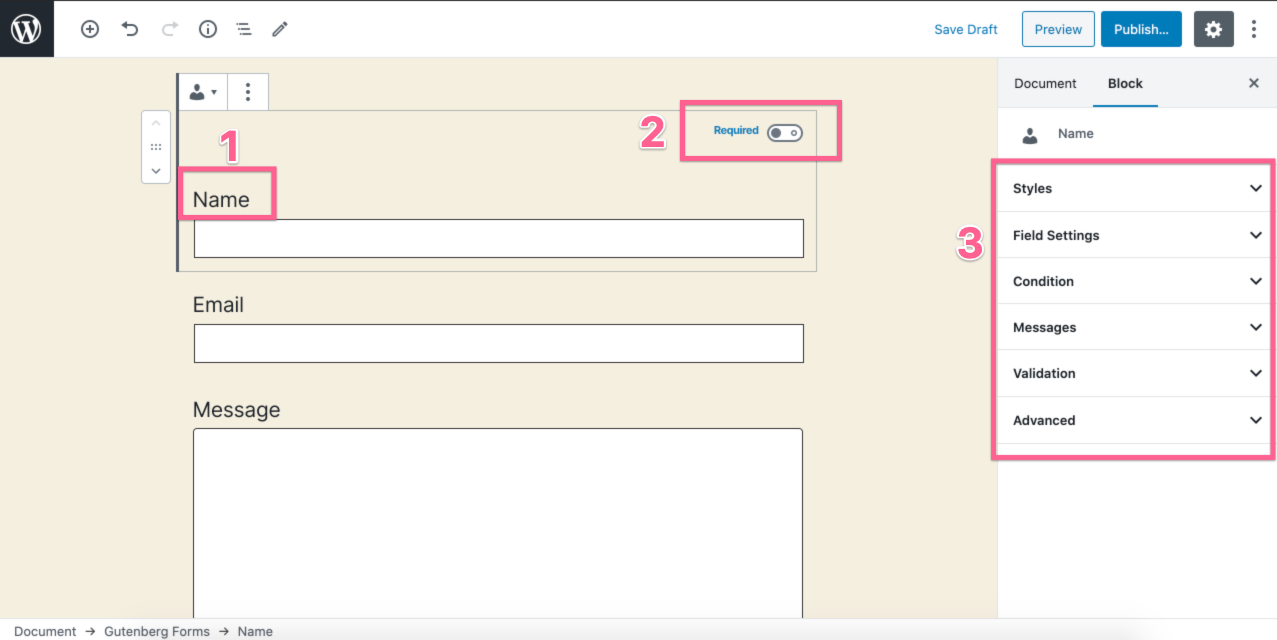 Save Draft Preview Publish...
Document Block
Name
1
2
Required
3
Styles
Field Settings
Condition
Messages
Validation
Advanced
Name
Email
Message
Document → Gutenberg Forms → Name